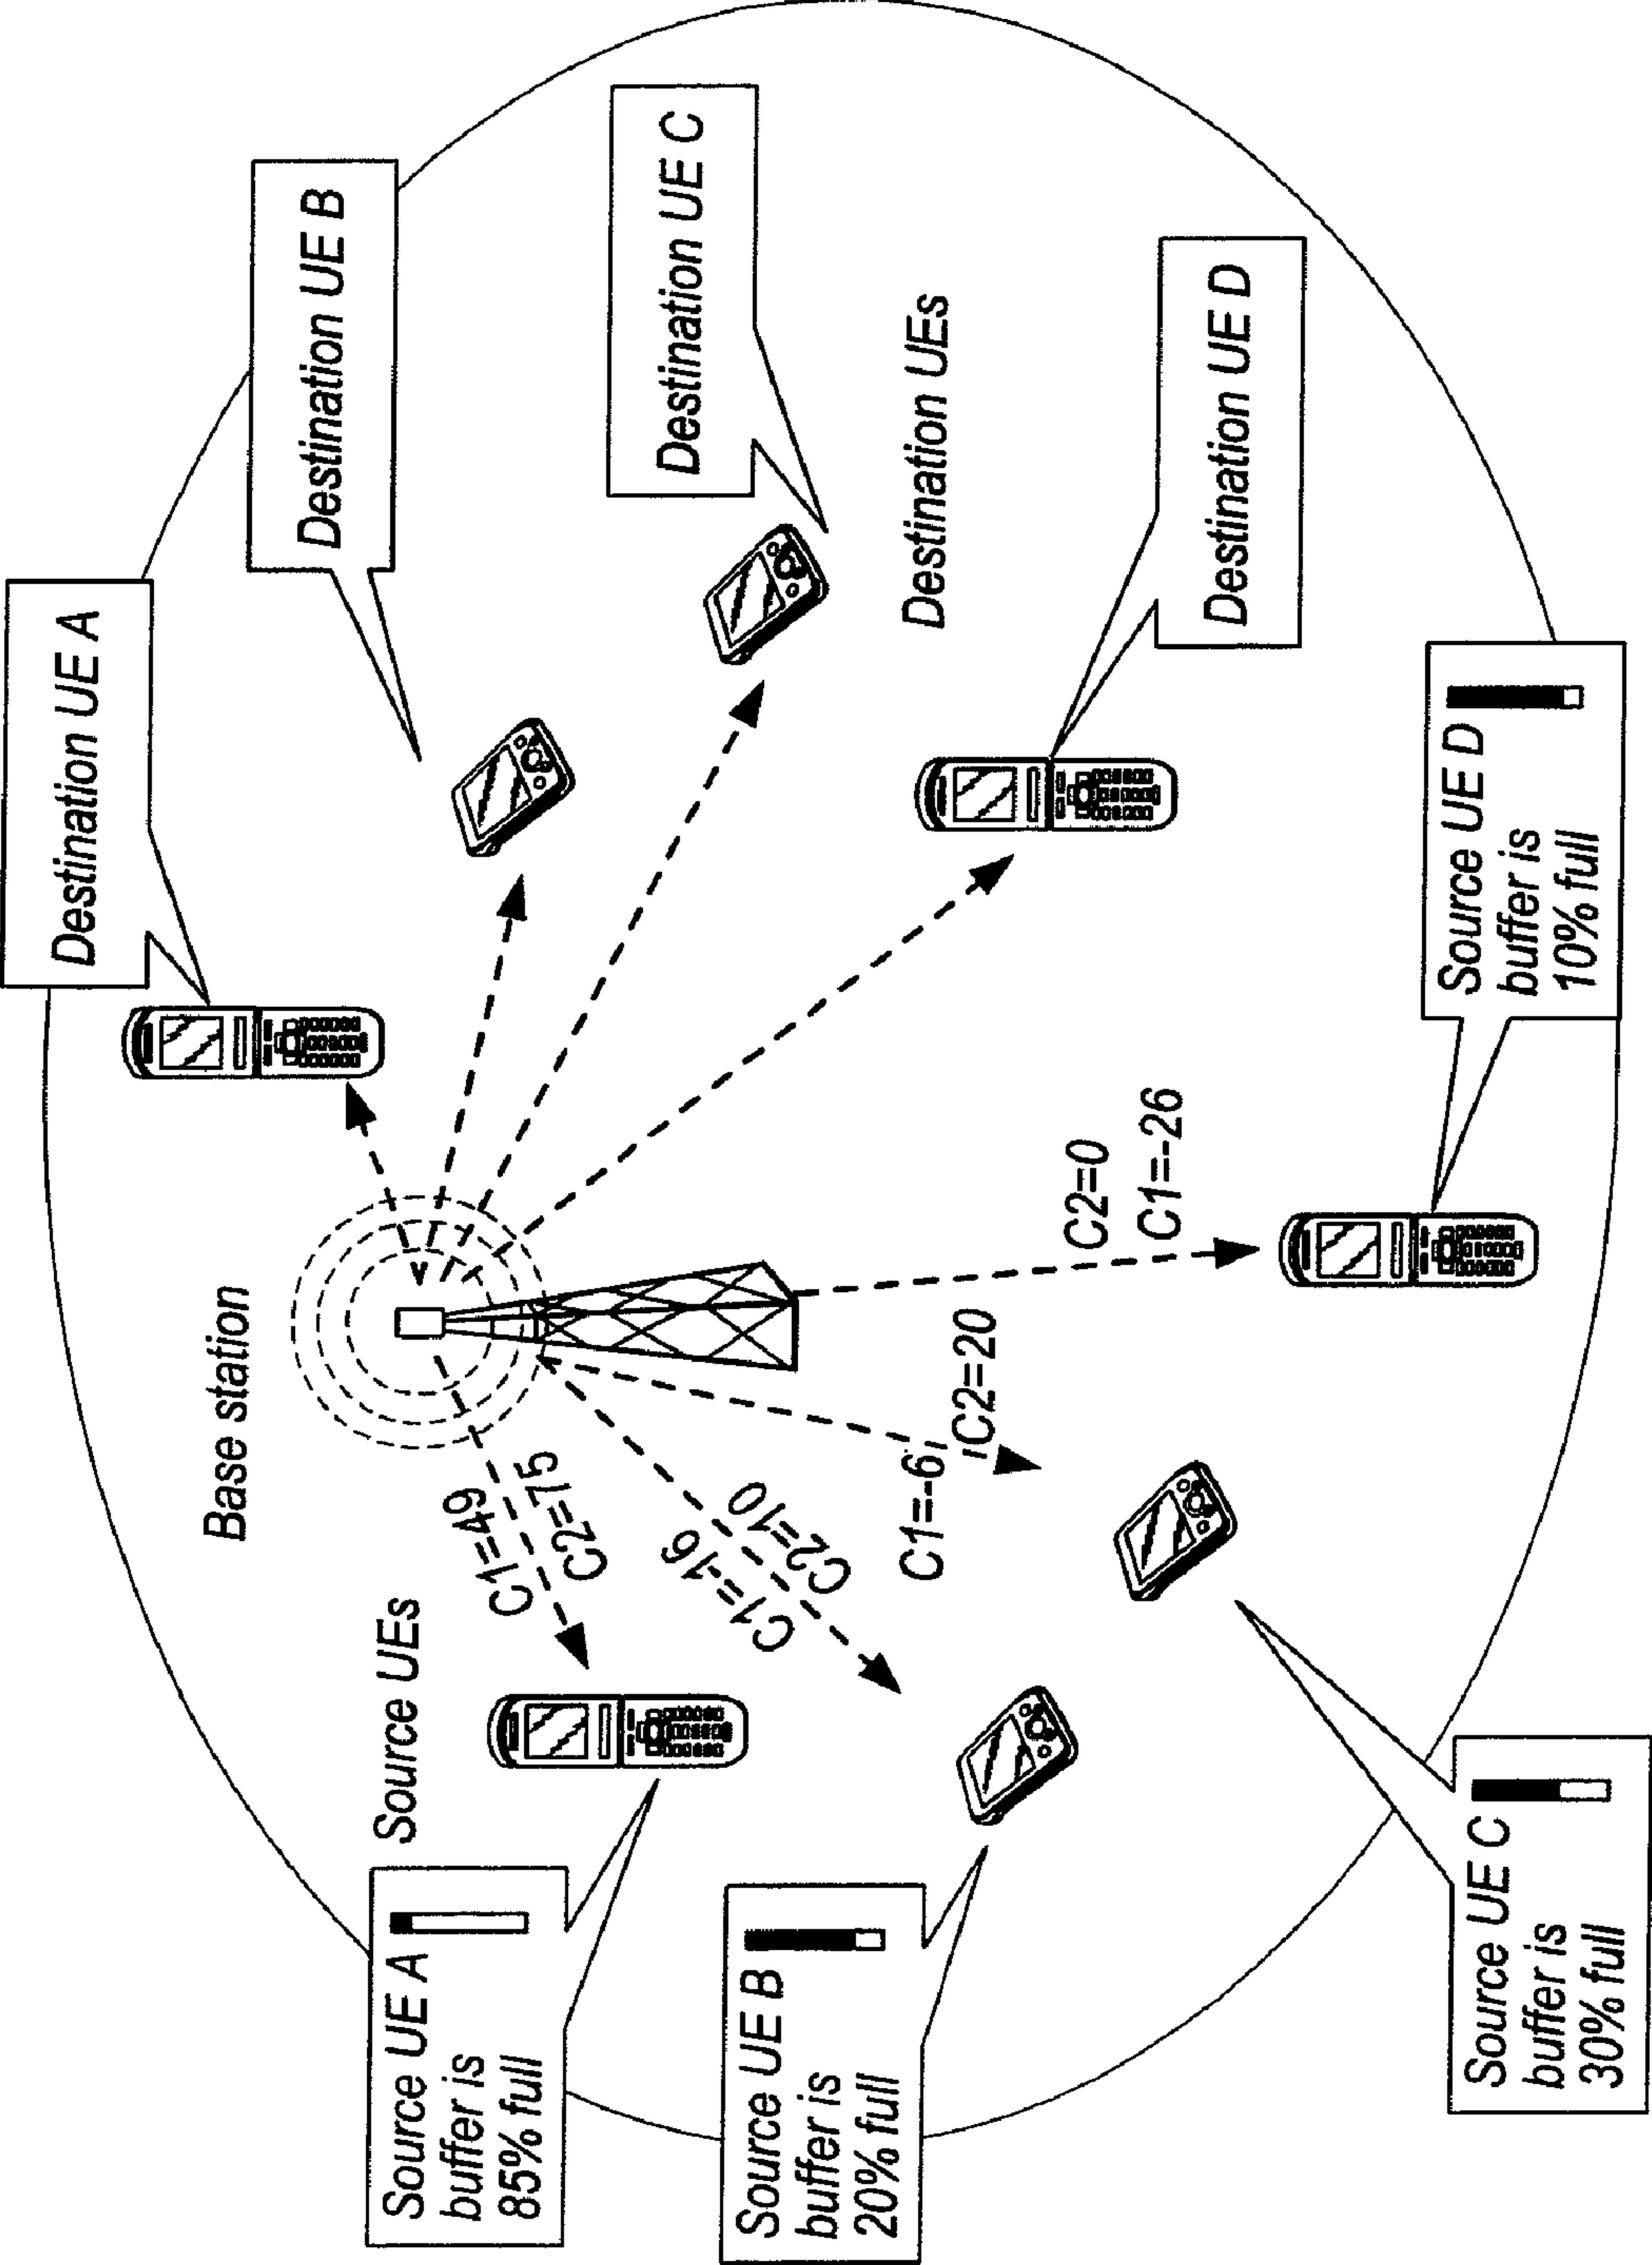 Source UE A
buffer is
85% full
Source UE B
buffer is
20% full
Source UE C
buffer is
30% full
Source UE D
buffer is
10% full
Source UEs
Base station
C1=49
C2=75
C1=-16
C2=10
C1=-6
C2=20
C2=0
C1=-26
Destination UE A
Destination UE B
Destination UE C
Destination UEs
Destination UE D